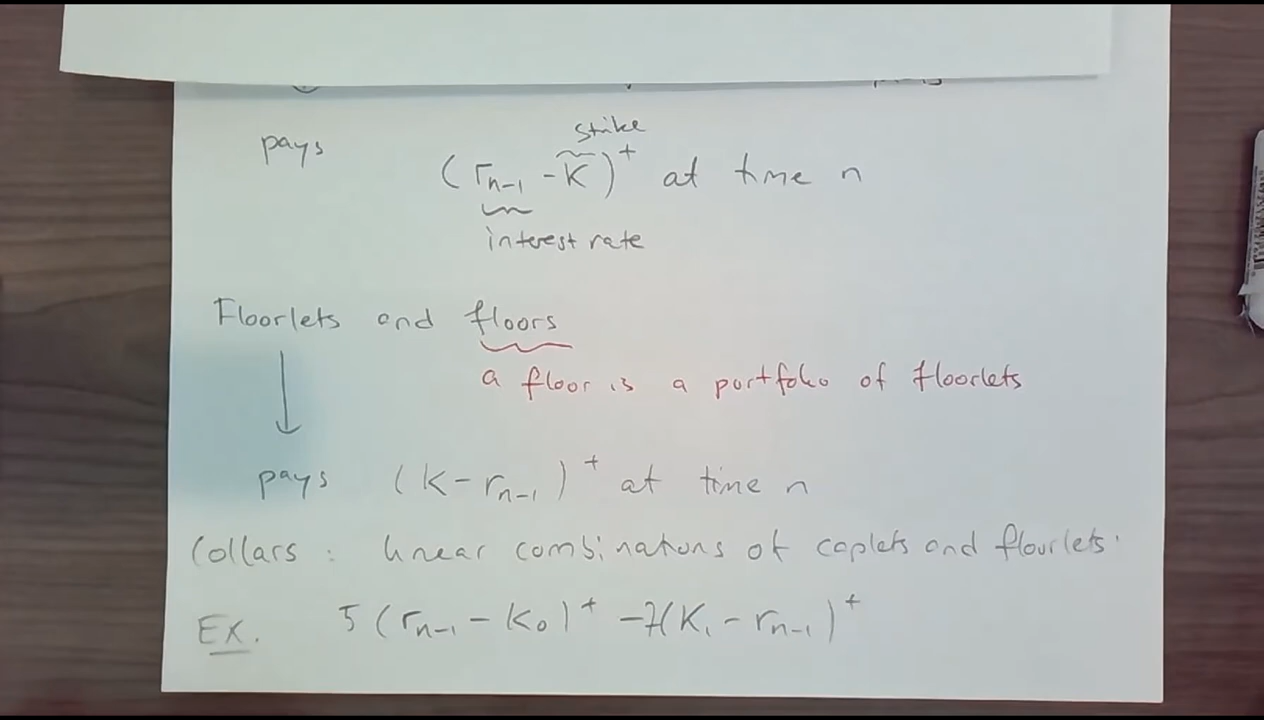 strike
pays (r_{n-1} - K)^+ at time n
interest rate
Floorlets and floors
a floor is a portfolio of floorlets
pays (K - r_{n-1})^+ at time n
Collars : linear combinations of caplets and floorlets.
EX. 5(r_{n-1} - K_0)^+ - 7(K_1 - r_{n-1})^+